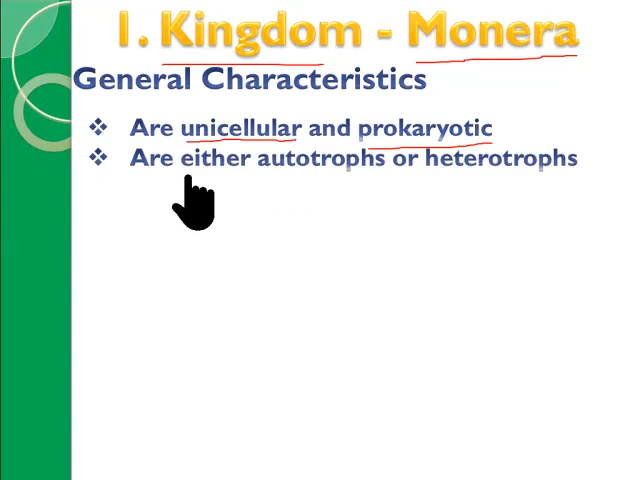 1. Kingdom - Monera
General Characteristics
❖ Are unicellular and prokaryotic
❖ Are either autotrophs or heterotrophs